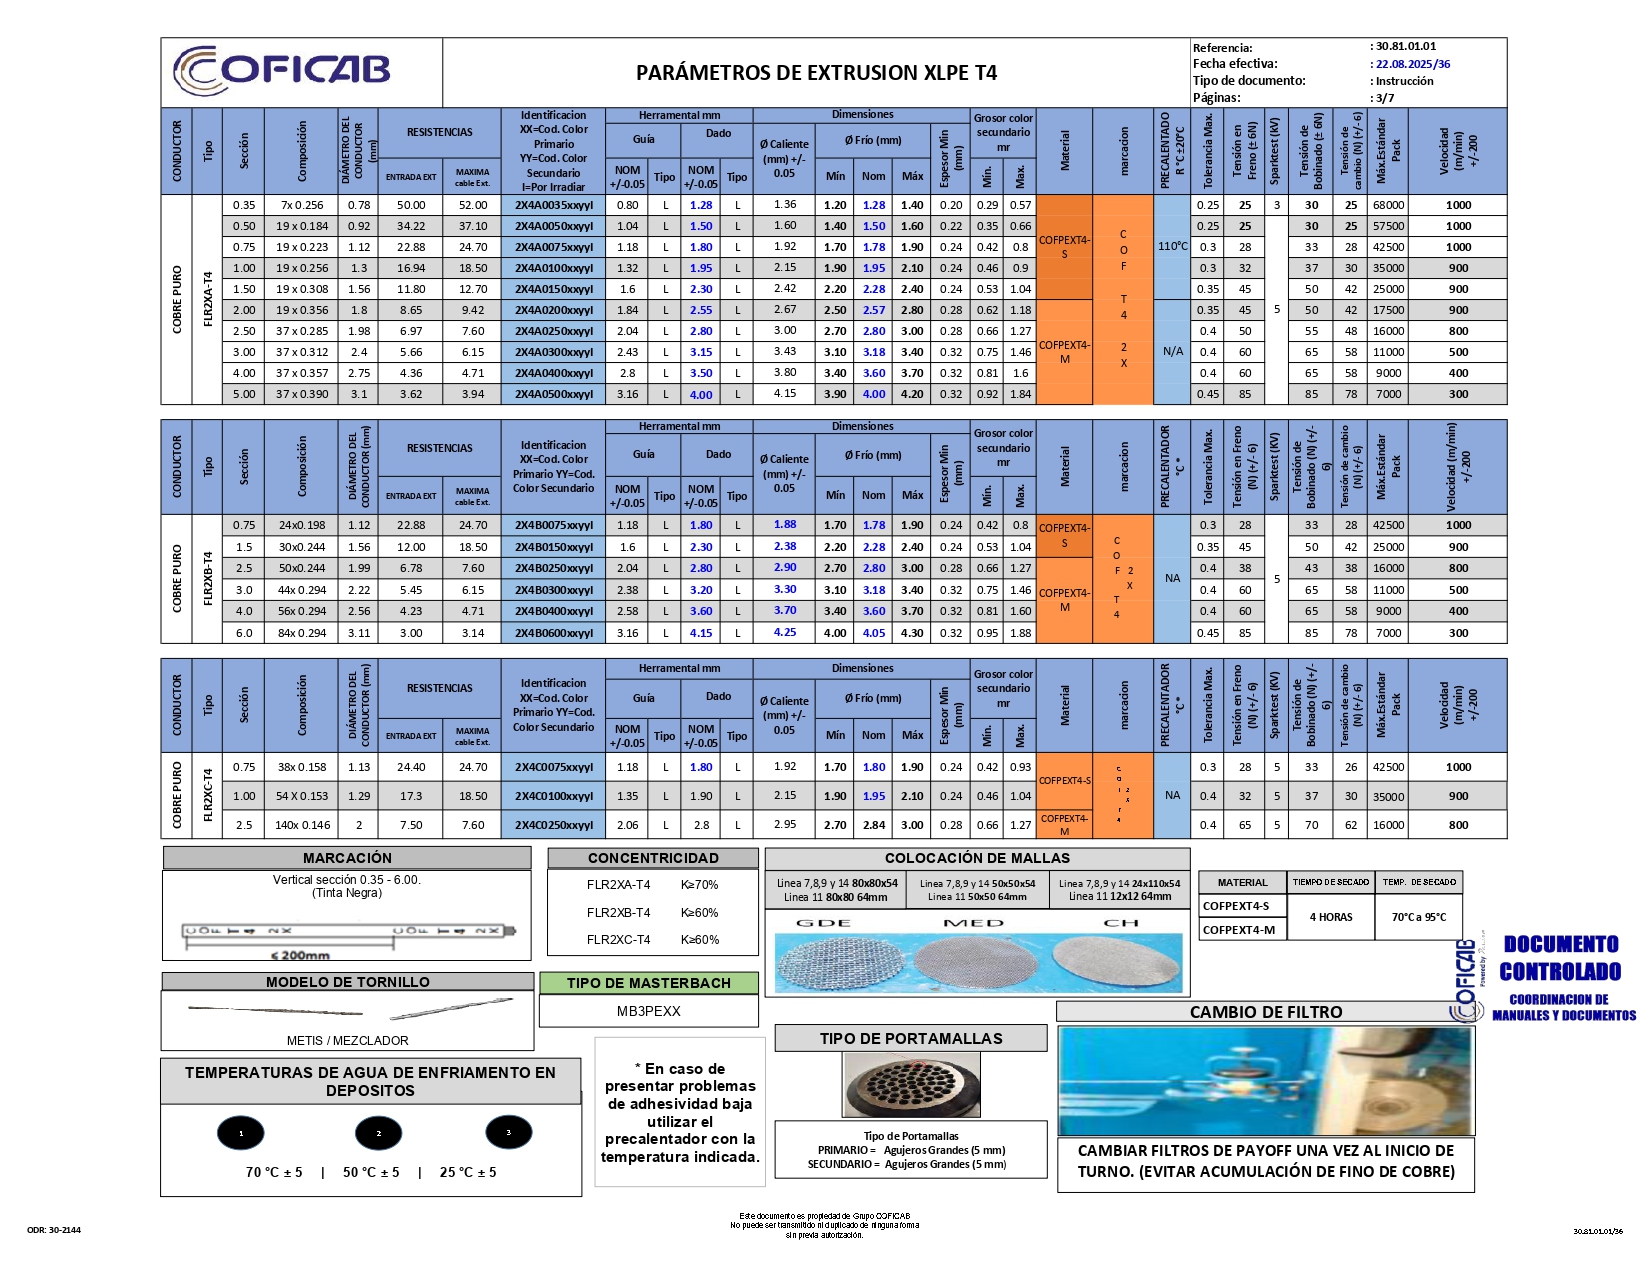 COFICAB
PARÁMETROS DE EXTRUSION XLPE T4
Referencia: : 30.81.01.01
Fecha efectiva: : 22.08.2025/36
Tipo de documento: : Instrucción
Páginas: : 3/7
CONDUCTOR Tipo Sección Composición DIÁMETRO DEL CONDUCTOR (mm) RESISTENCIAS ENTRADA EXT MAXIMA cable Ext. Identificacion XX=Cod. Color Primario YY=Cod. Color Secundario I=Por Irradiar Herramental mm Guía Dado NOM +/-0.05 Tipo NOM +/-0.05 Tipo Dimensiones Ø Caliente (mm) +/- 0.05 Ø Frío (mm) Mín Nom Máx Espesor Min (mm) Grosor color secundario mr Mín. Max. Material marcacion PRECALENTADO R °C ±20°C Tolerancia Max. Tensión en Freno (± 6N) Sparktest (kV) Tensión de Bobinado (± 6N) Tensión de cambio (N) (+/- 6) Máx.Estándar Pack Velocidad (m/min) +/-200
COBRE PURO FLR2XA-T4
0.35 7x 0.256 0.78 50.00 52.00 2X4A0035xxyyI 0.80 L 1.28 L 1.36 1.20 1.28 1.40 0.20 0.29 0.57 0.25 25 3 30 25 68000 1000
0.50 19 x 0.184 0.92 34.22 37.10 2X4A0050xxyyI 1.04 L 1.50 L 1.60 1.40 1.50 1.60 0.22 0.35 0.66 0.25 25 30 25 57500 1000
0.75 19 x 0.223 1.12 22.88 24.70 2X4A0075xxyyI 1.18 L 1.80 L 1.92 1.70 1.78 1.90 0.24 0.42 0.8 COFPEXT4-S 110°C 0.3 28 33 28 42500 1000
1.00 19 x 0.256 1.3 16.94 18.50 2X4A0100xxyyI 1.32 L 1.95 L 2.15 1.90 1.95 2.10 0.24 0.46 0.9 0.3 32 37 30 35000 900
1.50 19 x 0.308 1.56 11.80 12.70 2X4A0150xxyyI 1.6 L 2.30 L 2.42 2.20 2.28 2.40 0.24 0.53 1.04 0.35 45 50 42 25000 900
2.00 19 x 0.356 1.8 8.65 9.42 2X4A0200xxyyI 1.84 L 2.55 L 2.67 2.50 2.57 2.80 0.28 0.62 1.18 COF T4 2X 0.35 45 5 50 42 17500 900
2.50 37 x 0.285 1.98 6.97 7.60 2X4A0250xxyyI 2.04 L 2.80 L 3.00 2.70 2.80 3.00 0.28 0.66 1.27 0.4 50 55 48 16000 800
3.00 37 x 0.312 2.4 5.66 6.15 2X4A0300xxyyI 2.43 L 3.15 L 3.43 3.10 3.18 3.40 0.32 0.75 1.46 COFPEXT4-M N/A 0.4 60 65 58 11000 500
4.00 37 x 0.357 2.75 4.36 4.71 2X4A0400xxyyI 2.8 L 3.50 L 3.80 3.40 3.60 3.70 0.32 0.81 1.6 0.4 60 65 58 9000 400
5.00 37 x 0.390 3.1 3.62 3.94 2X4A0500xxyyI 3.16 L 4.00 L 4.15 3.90 4.00 4.20 0.32 0.92 1.84 0.45 85 85 78 7000 300
CONDUCTOR Tipo Sección Composición DIÁMETRO DEL CONDUCTOR (mm) RESISTENCIAS ENTRADA EXT MAXIMA cable Ext. Identificacion XX=Cod. Color Primario YY=Cod. Color Secundario Herramental mm Guía Dado NOM +/-0.05 Tipo NOM +/-0.05 Tipo Dimensiones Ø Caliente (mm) +/- 0.05 Ø Frío (mm) Mín Nom Máx Espesor Min (mm) Grosor color secundario mr Mín. Max. Material marcacion PRECALENTADOR °C * Tolerancia Max. Tensión en Freno (N) (+/- 6) Sparktest (KV) Tensión de Bobinado (N) (+/- 6) Tensión de cambio (N) (+/- 6) Máx.Estándar Pack Velocidad (m/min) +/-200
COBRE PURO FLR2XB-T4
0.75 24x0.198 1.12 22.88 24.70 2X4B0075xxyyI 1.18 L 1.80 L 1.88 1.70 1.78 1.90 0.24 0.42 0.8 COFPEXT4-S 0.3 28 33 28 42500 1000
1.5 30x0.244 1.56 12.00 18.50 2X4B0150xxyyI 1.6 L 2.30 L 2.38 2.20 2.28 2.40 0.24 0.53 1.04 0.35 45 50 42 25000 900
2.5 50x0.244 1.99 6.78 7.60 2X4B0250xxyyI 2.04 L 2.80 L 2.90 2.70 2.80 3.00 0.28 0.66 1.27 COF T4 2X NA 0.4 38 5 43 38 16000 800
3.0 44x 0.294 2.22 5.45 6.15 2X4B0300xxyyI 2.38 L 3.20 L 3.30 3.10 3.18 3.40 0.32 0.75 1.46 COFPEXT4-M 0.4 60 65 58 11000 500
4.0 56x 0.294 2.56 4.23 4.71 2X4B0400xxyyI 2.58 L 3.60 L 3.70 3.40 3.60 3.70 0.32 0.81 1.60 0.4 60 65 58 9000 400
6.0 84x 0.294 3.11 3.00 3.14 2X4B0600xxyyI 3.16 L 4.15 L 4.25 4.00 4.05 4.30 0.32 0.95 1.88 0.45 85 85 78 7000 300
CONDUCTOR Tipo Sección Composición DIÁMETRO DEL CONDUCTOR (mm) RESISTENCIAS ENTRADA EXT MAXIMA cable Ext. Identificacion XX=Cod. Color Primario YY=Cod. Color Secundario Herramental mm Guía Dado NOM +/-0.05 Tipo NOM +/-0.05 Tipo Dimensiones Ø Caliente (mm) +/- 0.05 Ø Frío (mm) Mín Nom Máx Espesor Min (mm) Grosor color secundario mr Mín. Max. Material marcacion PRECALENTADOR °C * Tolerancia Max. Tensión en Freno (N) (+/- 6) Sparktest (KV) Tensión de Bobinado (N) (+/- 6) Tensión de cambio (N) (+/- 6) Máx.Estándar Pack Velocidad (m/min) +/-200
COBRE PURO FLR2XC-T4
0.75 38x 0.158 1.13 24.40 24.70 2X4C0075xxyyI 1.18 L 1.80 L 1.92 1.70 1.80 1.90 0.24 0.42 0.93 COFPEXT4-S 0.3 28 5 33 26 42500 1000
1.00 54 X 0.153 1.29 17.3 18.50 2X4C0100xxyyI 1.35 L 1.90 L 2.15 1.90 1.95 2.10 0.24 0.46 1.04 NA 0.4 32 5 37 30 35000 900
2.5 140x 0.146 2 7.50 7.60 2X4C0250xxyyI 2.06 L 2.8 L 2.95 2.70 2.84 3.00 0.28 0.66 1.27 COFPEXT4-M 0.4 65 5 70 62 16000 800
MARCACIÓN
Vertical sección 0.35 - 6.00.
(Tinta Negra)
COF T4 2X COF T4 2X
≤ 200mm
CONCENTRICIDAD
FLR2XA-T4 K≥70%
FLR2XB-T4 K≥60%
FLR2XC-T4 K≥60%
COLOCACIÓN DE MALLAS
Linea 7,8,9 y 14 80x80x54 Linea 11 80x80 64mm
Linea 7,8,9 y 14 50x50x54 Linea 11 50x50 64mm
Linea 7,8,9 y 14 24x110x54 Linea 11 12x12 64mm
GDE MED CH
MATERIAL TIEMPO DE SECADO TEMP. DE SECADO
COFPEXT4-S
COFPEXT4-M
4 HORAS 70°C a 95°C
COFICAB
Powered by
DOCUMENTO
CONTROLADO
COORDINACION DE
MANUALES Y DOCUMENTOS
MODELO DE TORNILLO
METIS / MEZCLADOR
TIPO DE MASTERBACH
MB3PEXX
CAMBIO DE FILTRO
CAMBIAR FILTROS DE PAYOFF UNA VEZ AL INICIO DE
TURNO. (EVITAR ACUMULACIÓN DE FINO DE COBRE)
TIPO DE PORTAMALLAS
Tipo de Portamallas
PRIMARIO = Agujeros Grandes (5 mm)
SECUNDARIO = Agujeros Grandes (5 mm)
* En caso de
presentar problemas
de adhesividad baja
utilizar el
precalentador con la
temperatura indicada.
TEMPERATURAS DE AGUA DE ENFRIAMENTO EN
DEPOSITOS
1 2 3
70 °C ± 5 | 50 °C ± 5 | 25 °C ± 5
ODR: 30-2144
Este documento es propiedad de Grupo COFICAB
No puede ser transmitido ni duplicado de ninguna forma
sin previa autorización.
30.81.01.01/36